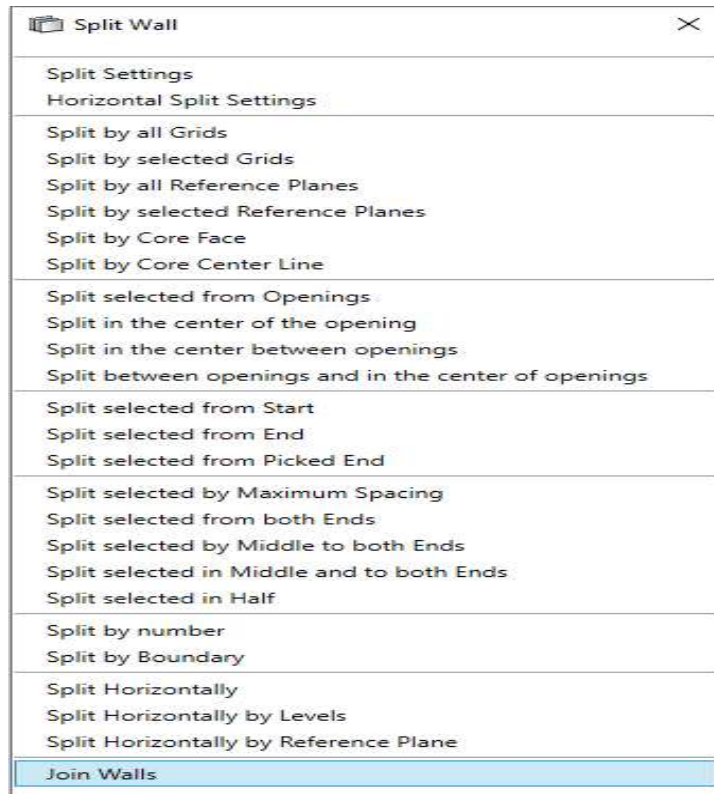 Split Wall
Split Settings
Horizontal Split Settings
Split by all Grids
Split by selected Grids
Split by all Reference Planes
Split by selected Reference Planes
Split by Core Face
Split by Core Center Line
Split selected from Openings
Split in the center of the opening
Split in the center between openings
Split between openings and in the center of openings
Split selected from Start
Split selected from End
Split selected from Picked End
Split selected by Maximum Spacing
Split selected from both Ends
Split selected by Middle to both Ends
Split selected in Middle and to both Ends
Split selected in Half
Split by number
Split by Boundary
Split Horizontally
Split Horizontally by Levels
Split Horizontally by Reference Plane
Join Walls